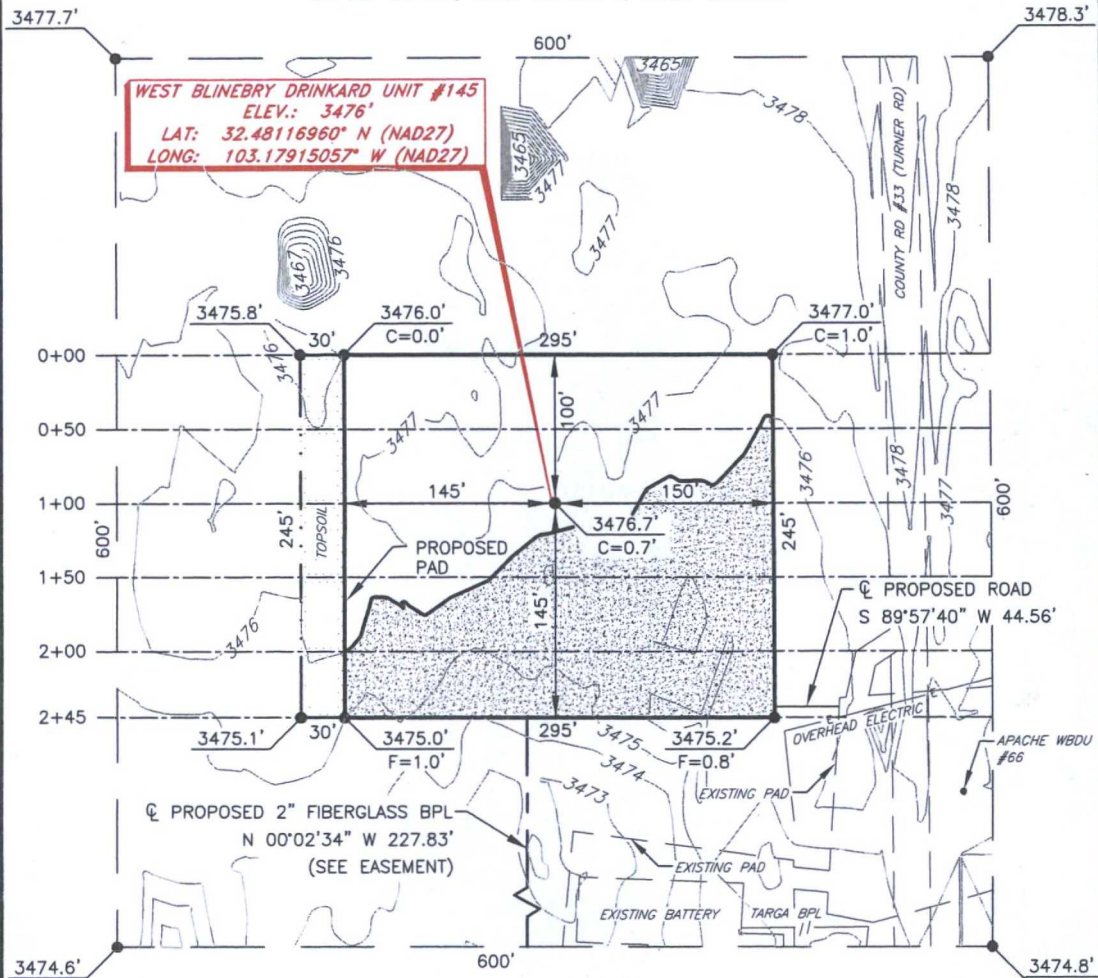 3477.7'
3478.3'
600'
WEST BLINEBRY DRINKARD UNIT #145
ELEV.: 3476'
LAT: 32.48116960° N (NAD27)
LONG: 103.17915057° W (NAD27)
3465
3465
3477
3478
COUNTY RD #33 (TURNER RD)
3478
3477
3467
3476
3475.8'
30'
3476.0'
C=0.0'
295'
3477.0'
C=1.0'
0+00
3476
0+50
3477
100'
3477
3476
3478
3477
1+00
145'
150'
3476.7'
C=0.7'
600'
245'
TOPSOIL
PROPOSED
PAD
245'
600'
1+50
145'
℄ PROPOSED ROAD
S 89°57'40" W 44.56'
3476
2+00
2+45
3475.1'
30'
3475.0'
F=1.0'
295'
3475
3475.2'
F=0.8'
E
E
OVERHEAD ELECTRIC
APACHE WBDU
#66
3474
3473
EXISTING PAD
℄ PROPOSED 2" FIBERGLASS BPL
N 00°02'34" W 227.83'
(SEE EASEMENT)
EXISTING PAD
EXISTING BATTERY
TARGA BPL
3474.6'
600'
3474.8'